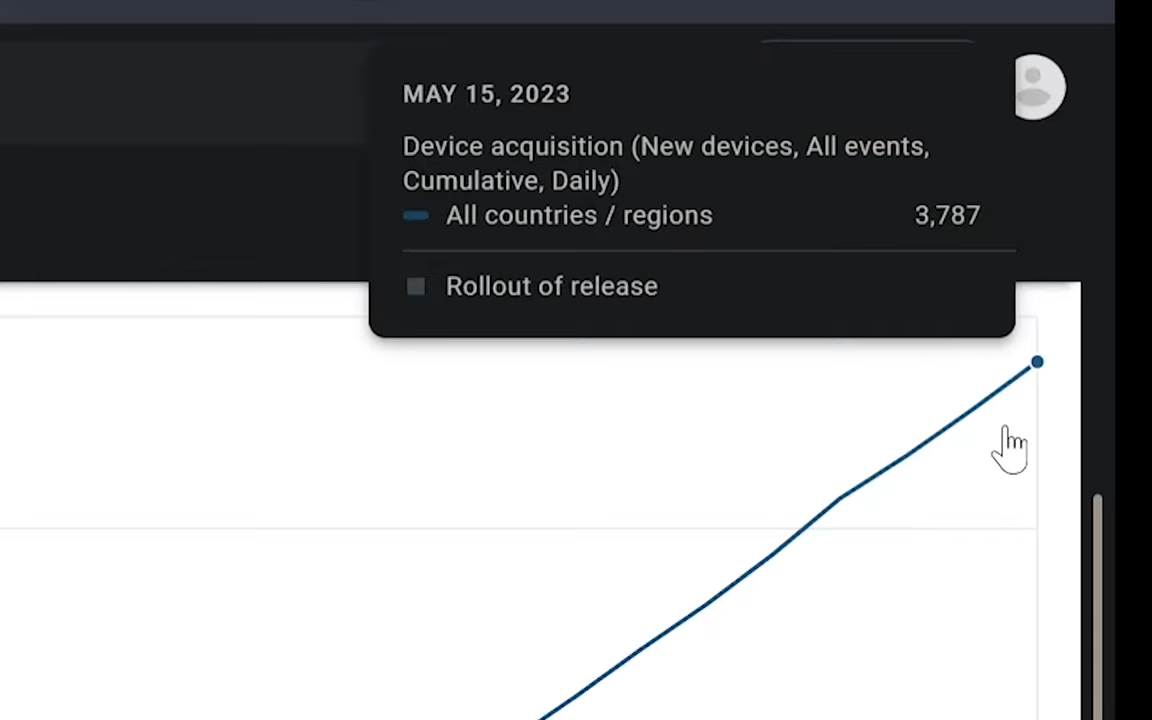 MAY 15, 2023
Device acquisition (New devices, All events,
Cumulative, Daily)
All countries / regions 3,787
Rollout of release